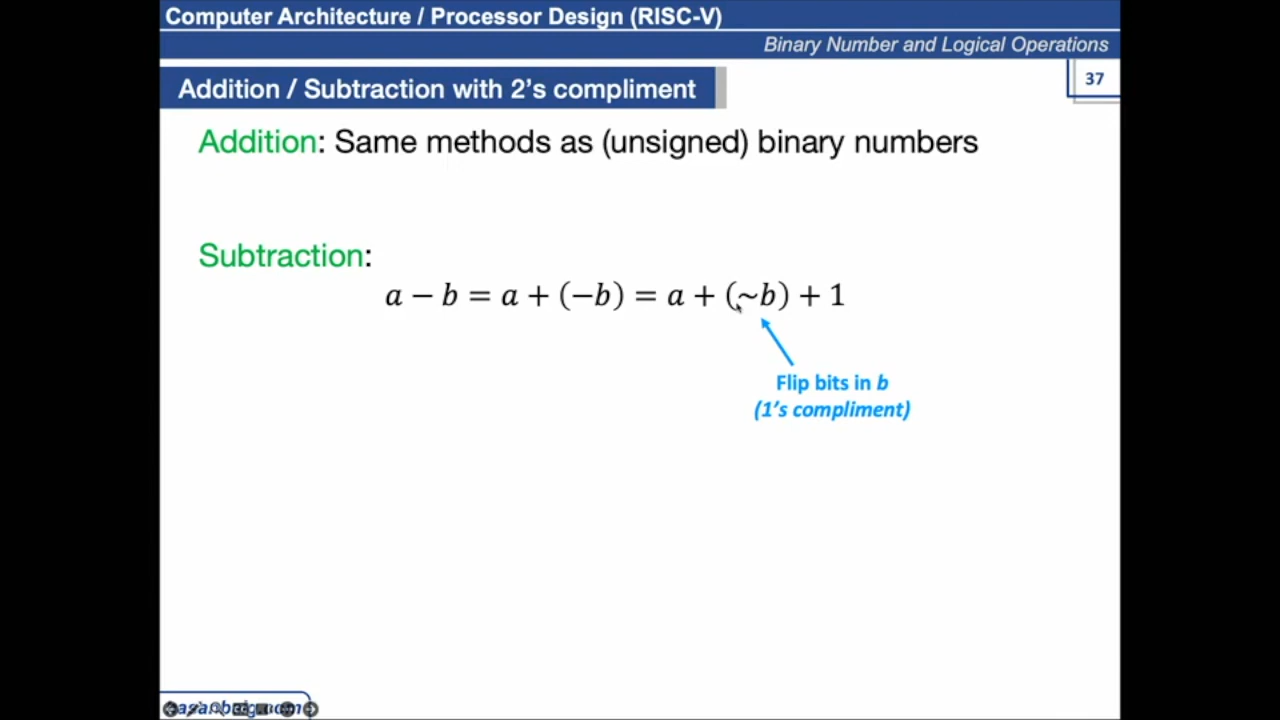 Computer Architecture / Processor Design (RISC-V)
Binary Number and Logical Operations
Addition / Subtraction with 2's compliment
37
Addition: Same methods as (unsigned) binary numbers
Subtraction:
a − b = a + (−b) = a + (~b) + 1
Flip bits in b
(1's compliment)